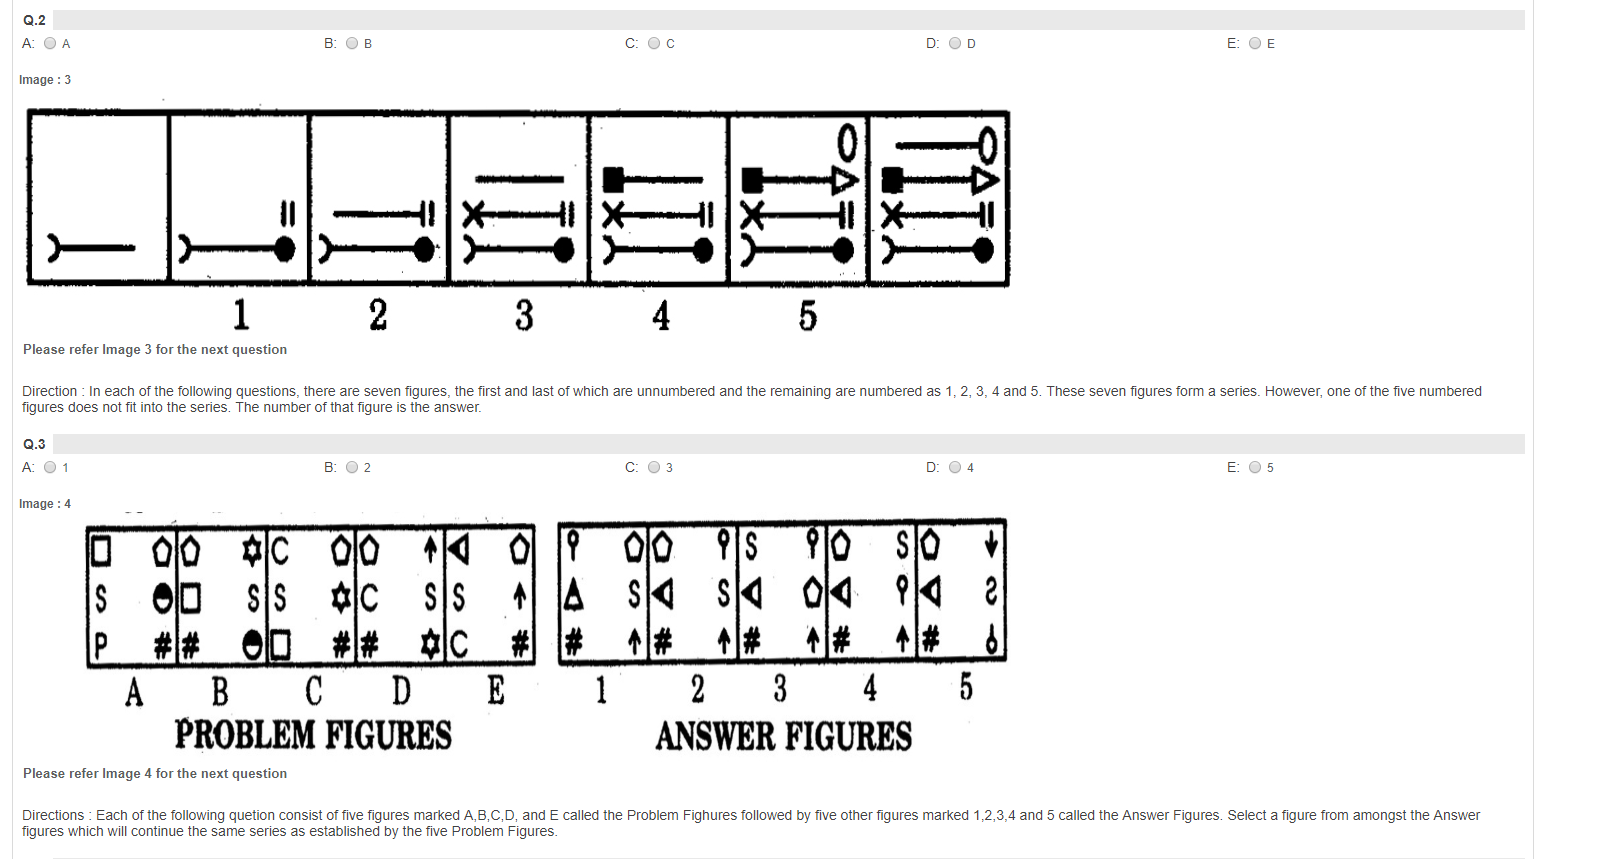 Q.2
A: A B: B C: C D: D E: E
Image : 3
1 2 3 4 5
Please refer Image 3 for the next question
Direction : In each of the following questions, there are seven figures, the first and last of which are unnumbered and the remaining are numbered as 1, 2, 3, 4 and 5. These seven figures form a series. However, one of the five numbered
figures does not fit into the series. The number of that figure is the answer.
Q.3
A: 1 B: 2 C: 3 D: 4 E: 5
Image : 4
C S S S S S C S S P # # # # # C #
S S S S S # # # # #
A B C D E 1 2 3 4 5
PROBLEM FIGURES ANSWER FIGURES
Please refer Image 4 for the next question
Directions : Each of the following quetion consist of five figures marked A,B,C,D, and E called the Problem Fighures followed by five other figures marked 1,2,3,4 and 5 called the Answer Figures. Select a figure from amongst the Answer
figures which will continue the same series as established by the five Problem Figures.